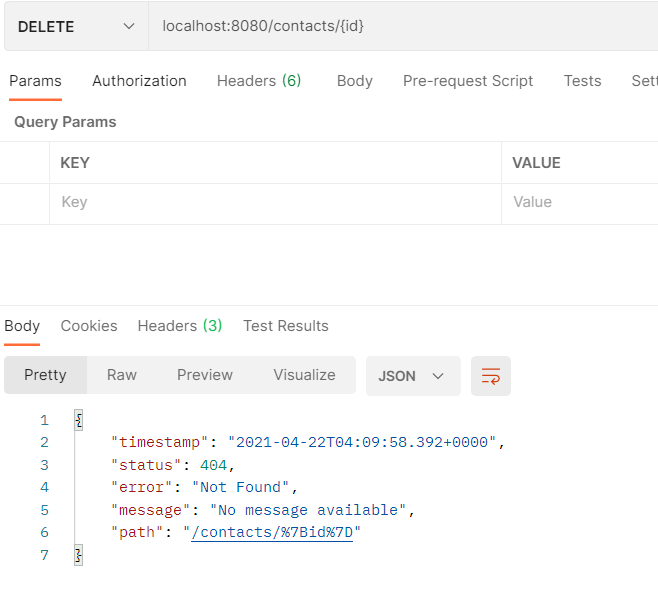 DELETE localhost:8080/contacts/{id}
Params Authorization Headers (6) Body Pre-request Script Tests Sett
Query Params
KEY VALUE
Key Value
Body Cookies Headers (3) Test Results
Pretty Raw Preview Visualize JSON
1 {
2 "timestamp": "2021-04-22T04:09:58.392+0000",
3 "status": 404,
4 "error": "Not Found",
5 "message": "No message available",
6 "path": "/contacts/%7Bid%7D"
7 }